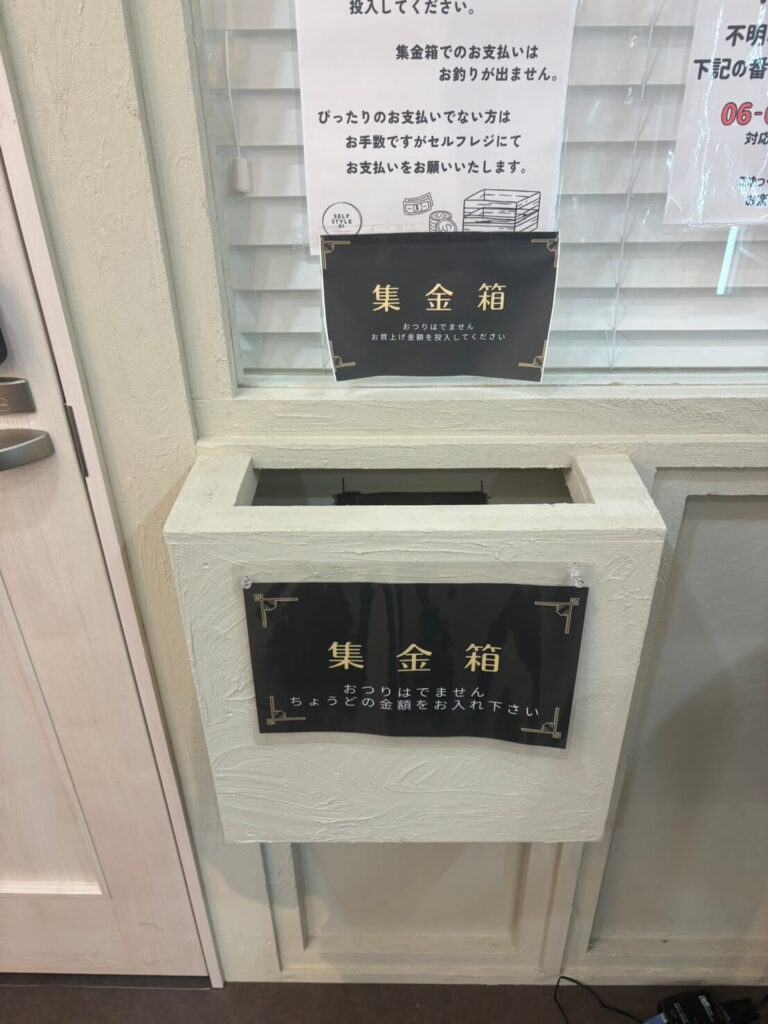 投入してください。
集金箱でのお支払いは
お釣りが出ません。
ぴったりのお支払いでない方は
お手数ですがセルフレジにて
お支払いをお願いいたします。
SELF
STYLE
不明
下記の番
06-
対応
集金箱
おつりはでません
お買上げ金額を投入してください
集金箱
おつりはでません
ちょうどの金額をお入れ下さい